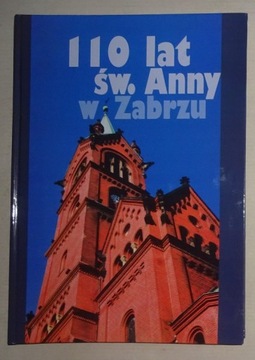 110 lat
św. Anny
w Zabrzu